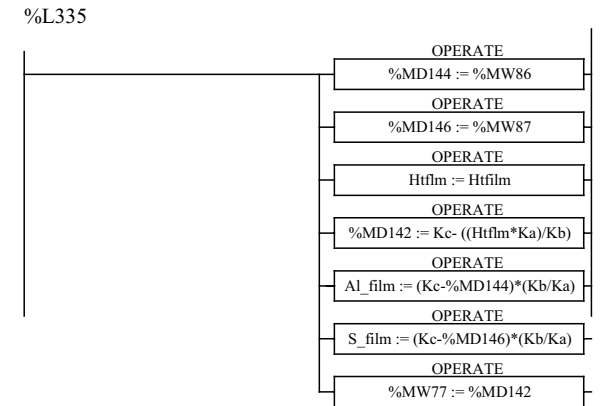 %L335
OPERATE
%MD144 := %MW86
OPERATE
%MD146 := %MW87
OPERATE
Htflm := Htfilm
OPERATE
%MD142 := Kc- ((Htflm*Ka)/Kb)
OPERATE
Al_film := (Kc-%MD144)*(Kb/Ka)
OPERATE
S_film := (Kc-%MD146)*(Kb/Ka)
OPERATE
%MW77 := %MD142